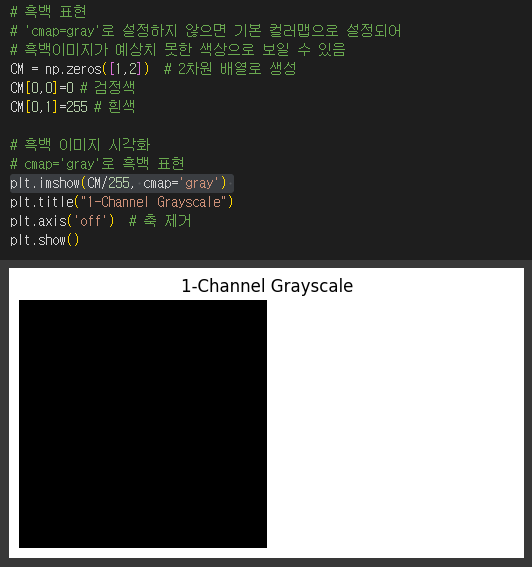 # 흑백 표현
# 'cmap=gray'로 설정하지 않으면 기본 컬러맵으로 설정되어
# 흑백이미지가 예상치 못한 색상으로 보일 수 있음
CM = np.zeros([1,2])  # 2차원 배열로 생성
CM[0,0]=0 # 검정색
CM[0,1]=255 # 흰색
# 흑백 이미지 시각화
# cmap='gray'로 흑백 표현
plt.imshow(CM/255, cmap='gray')
plt.title("1-Channel Grayscale")
plt.axis('off')  # 축 제거
plt.show()
1-Channel Grayscale